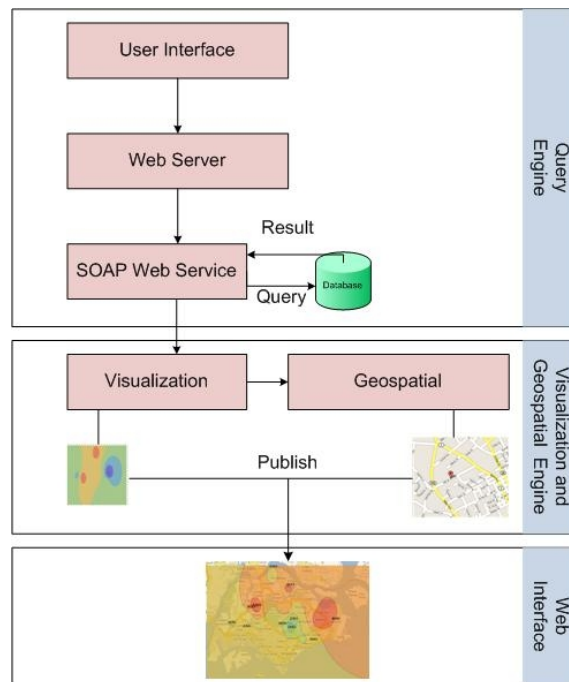 User Interface
Web Server
Result
SOAP Web Service
Query
Database
Query
Engine
Visualization
Geospatial
Publish
Visualization and
Geospatial Engine
Web
Interface